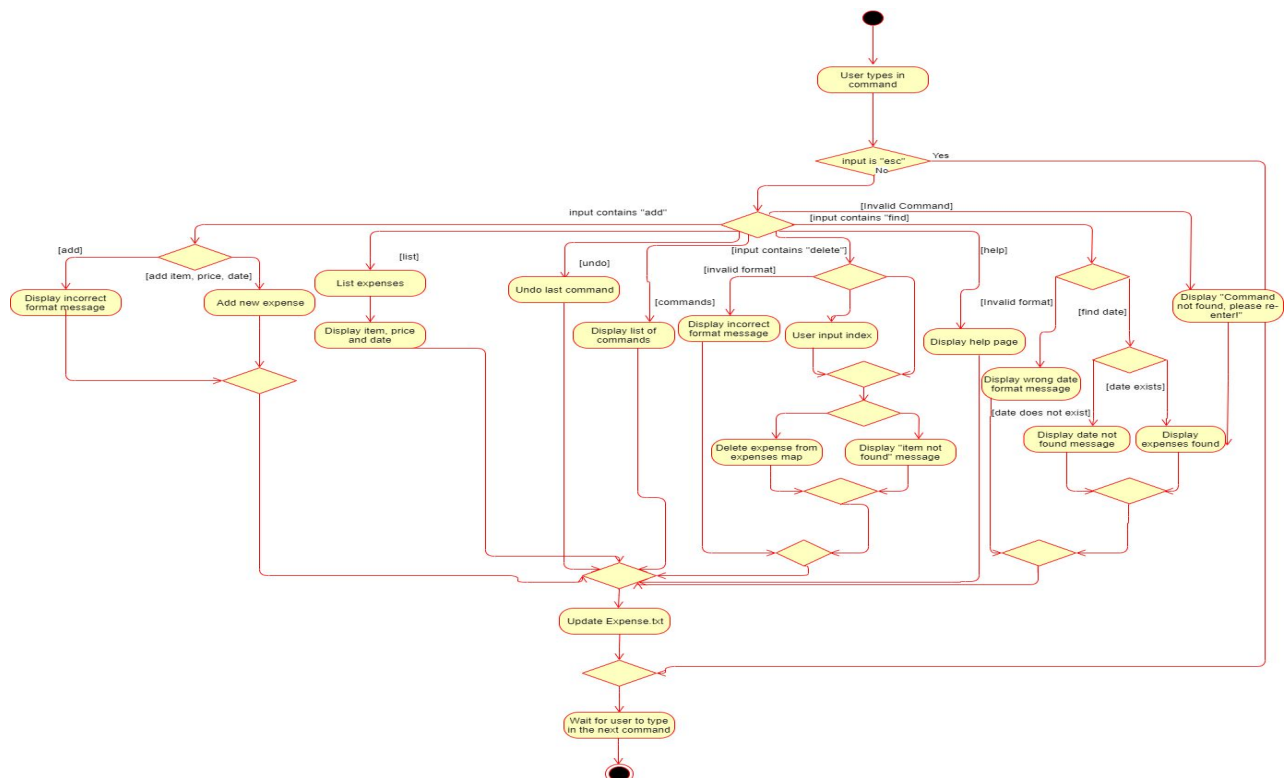 User types in
command
input is "esc"
Yes
No
[Invalid Command]
input contains "add"
[input contains "find]
[add]
[list]
[undo]
[input contains "delete"]
[help]
[add item, price, date]
[invalid format]
List expenses
Undo last command
Display incorrect
format message
Add new expense
[commands]
[Invalid format]
[find date]
Display "Command
not found, please re-
enter!"
Display item, price
and date
Display list of
commands
Display incorrect
format message
User input index
Display help page
Display wrong date
format message
[date exists]
[date does not exist]
Delete expense from
expenses map
Display "item not
found" message
Display date not
found message
Display
expenses found
Update Expense.txt
Wait for user to type
in the next command